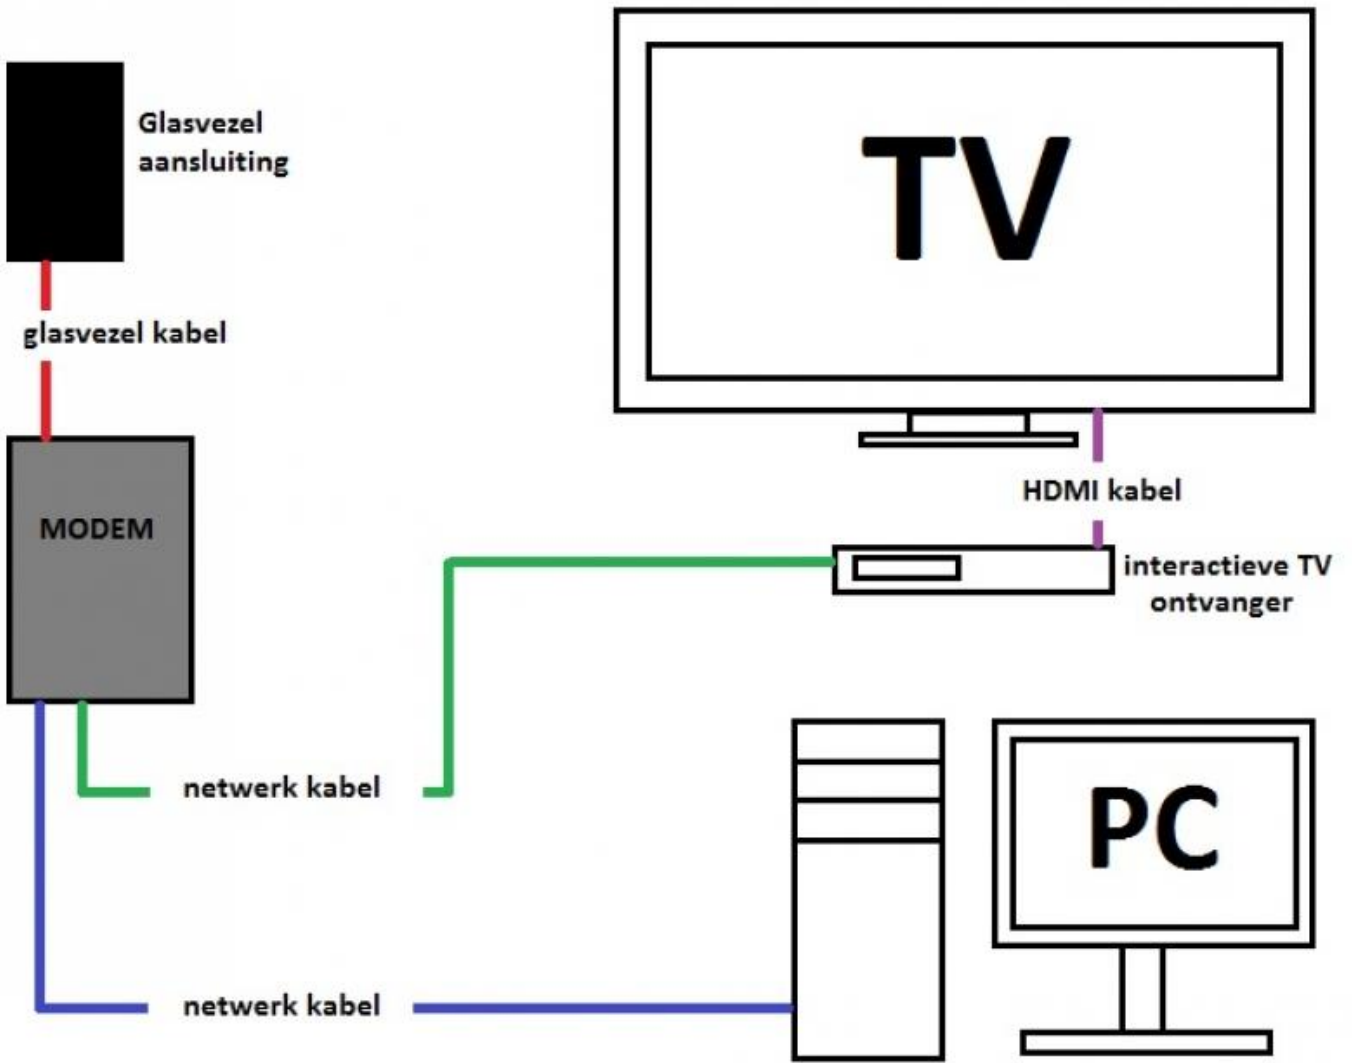 Glasvezel
aansluiting
TV
glasvezel kabel
HDMI kabel
MODEM
interactieve TV
ontvanger
netwerk kabel
PC
netwerk kabel